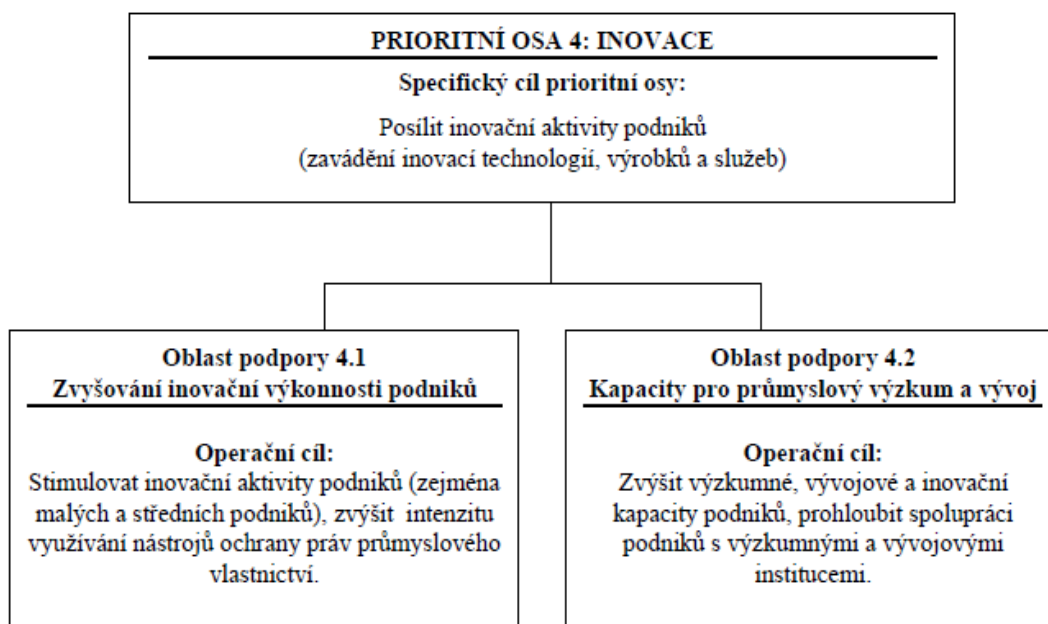 PRIORITNÍ OSA 4: INOVACE
Specifický cíl prioritní osy:
Posílit inovační aktivity podniků
(zavádění inovací technologií, výrobků a služeb)
Oblast podpory 4.1
Zvyšování inovační výkonnosti podniků
Operační cíl:
Stimulovat inovační aktivity podniků (zejména
malých a středních podniků), zvýšit intenzitu
využívání nástrojů ochrany práv průmyslového
vlastnictví.
Oblast podpory 4.2
Kapacity pro průmyslový výzkum a vývoj
Operační cíl:
Zvýšit výzkumné, vývojové a inovační
kapacity podniků, prohloubit spolupráci
podniků s výzkumnými a vývojovými
institucemi.